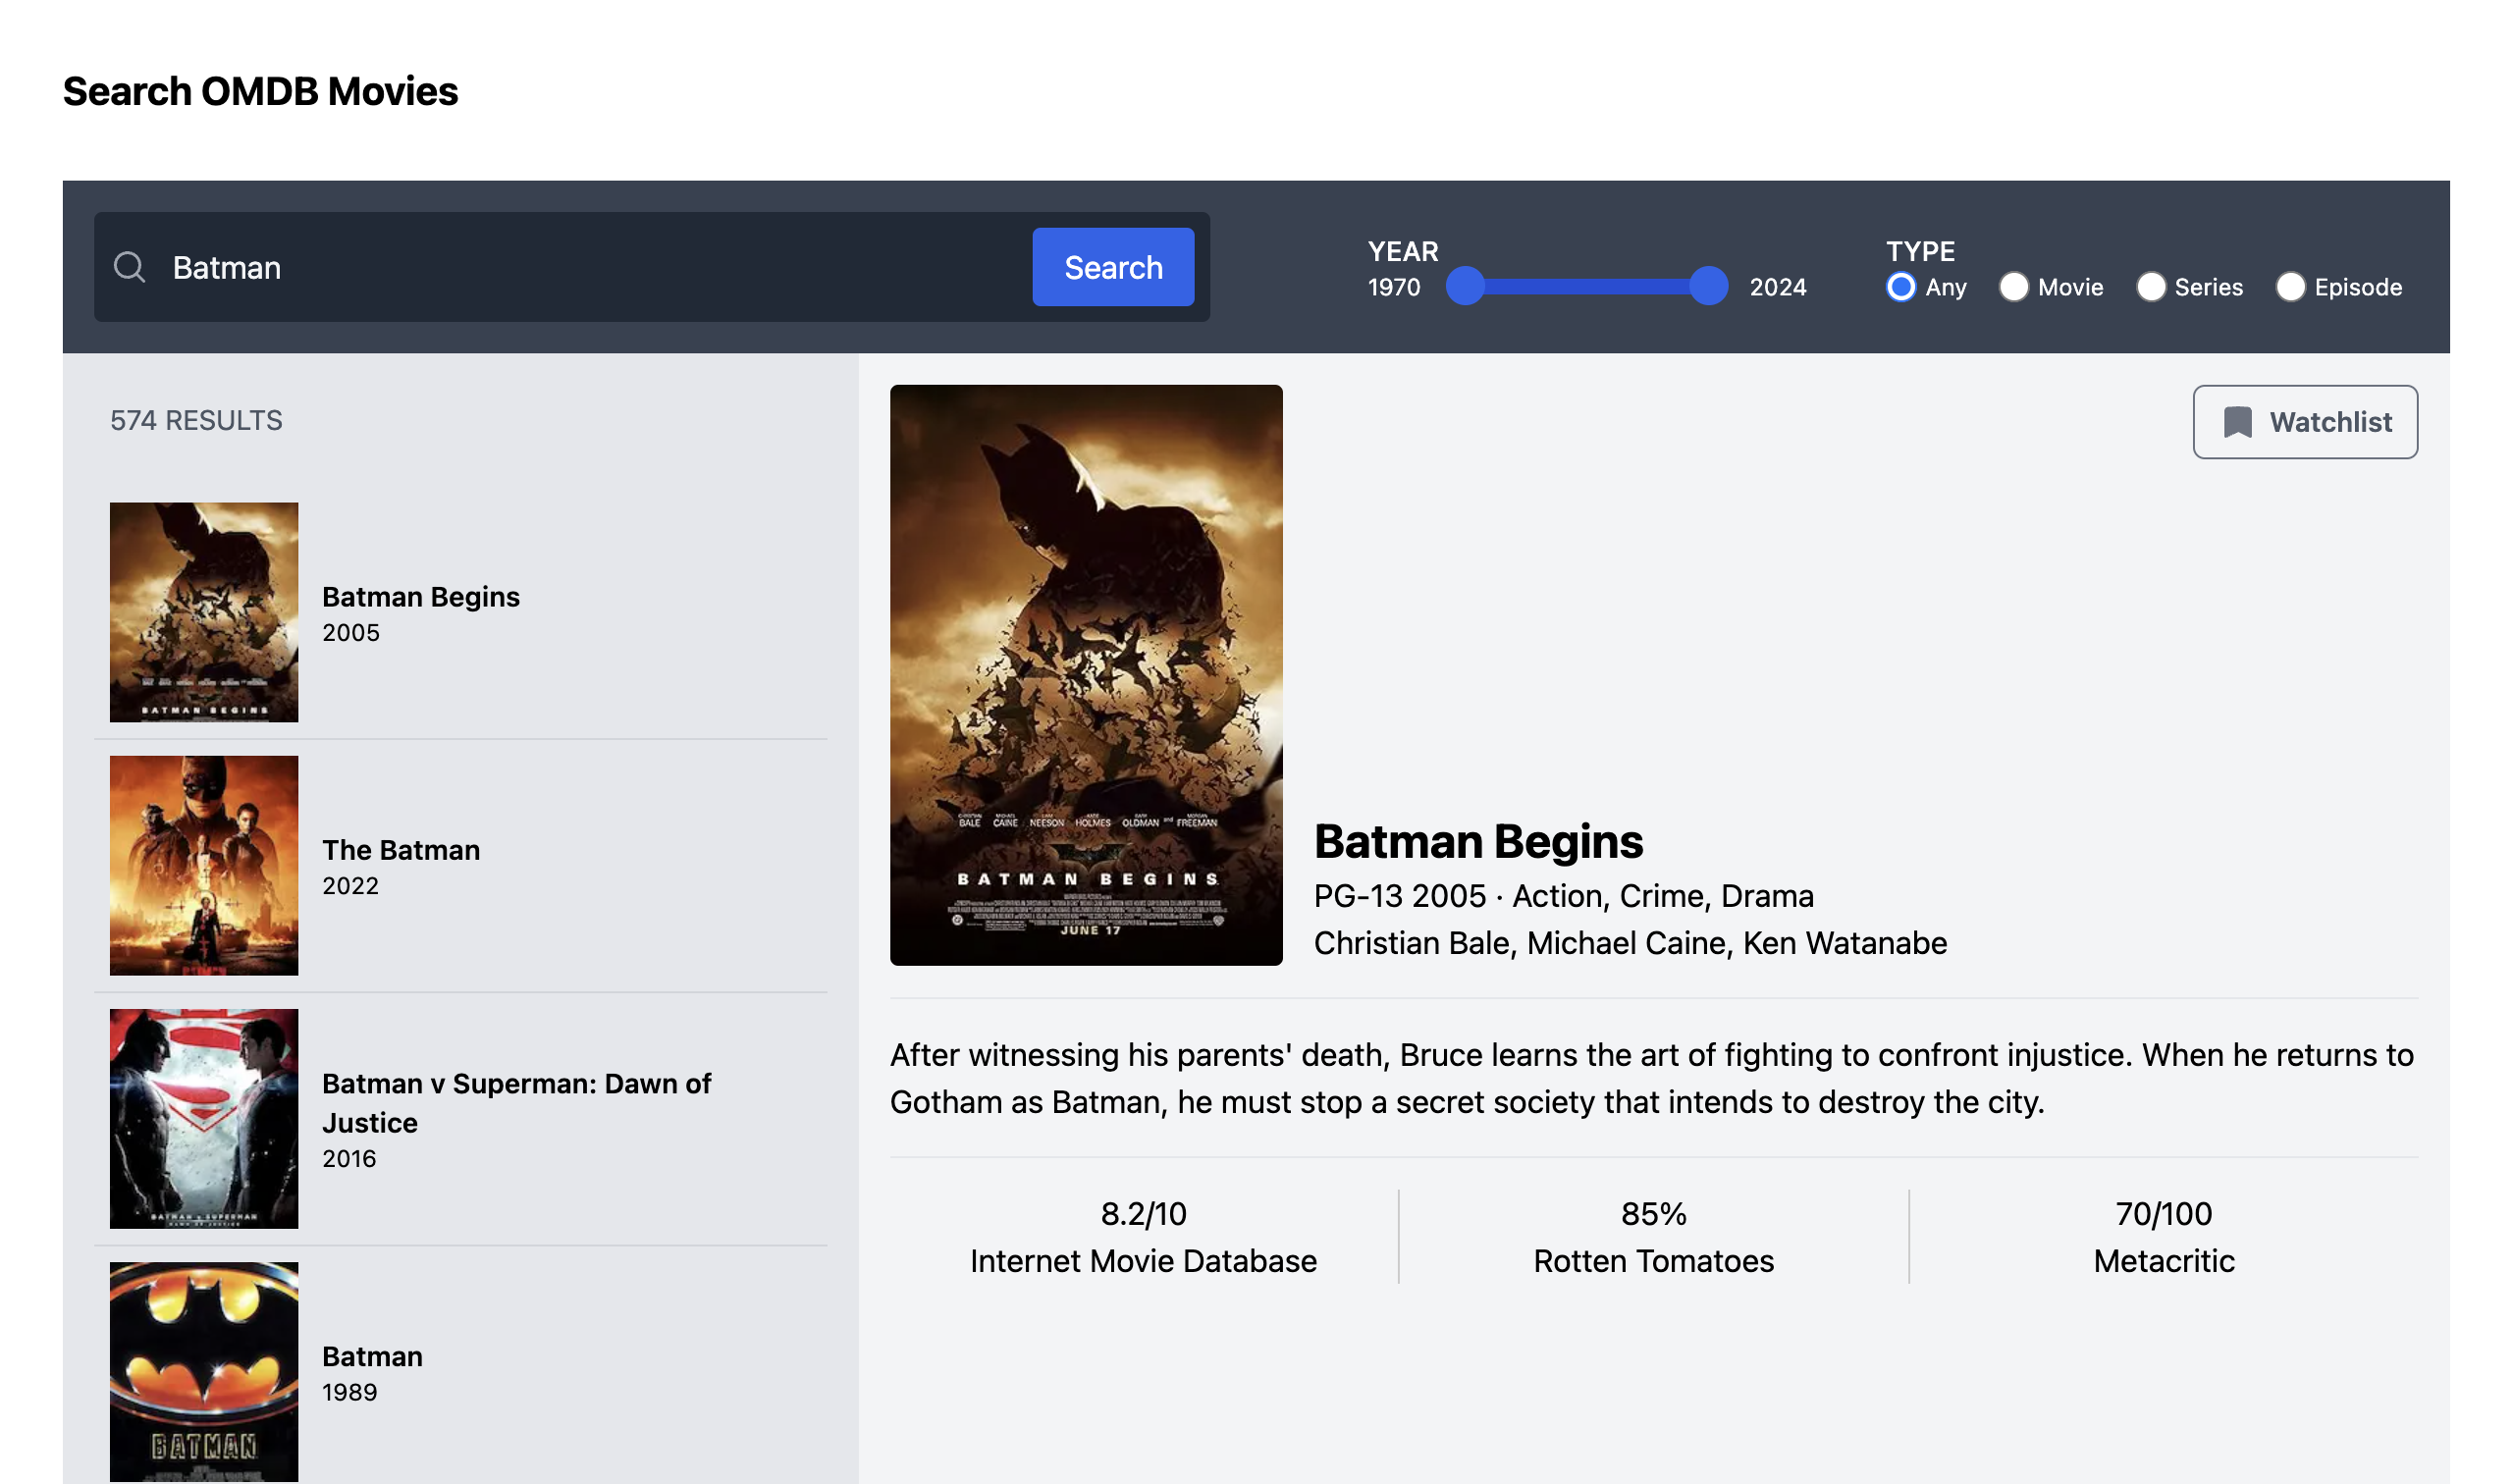 Search OMDB Movies
Batman
Search
YEAR
1970
2024
TYPE
Any
Movie
Series
Episode
574 RESULTS
BATMAN BEGINS
Batman Begins
2005
The Batman
2022
BATMAN v SUPERMAN
DAWN OF JUSTICE
Batman v Superman: Dawn of
Justice
2016
BATMAN
Batman
1989
Watchlist
BALE CAINE NEESON HOLMES OLDMAN and FREEMAN
BATMAN BEGINS
JUNE 17
Batman Begins
PG-13 2005 · Action, Crime, Drama
Christian Bale, Michael Caine, Ken Watanabe
After witnessing his parents' death, Bruce learns the art of fighting to confront injustice. When he returns to
Gotham as Batman, he must stop a secret society that intends to destroy the city.
8.2/10
Internet Movie Database
85%
Rotten Tomatoes
70/100
Metacritic